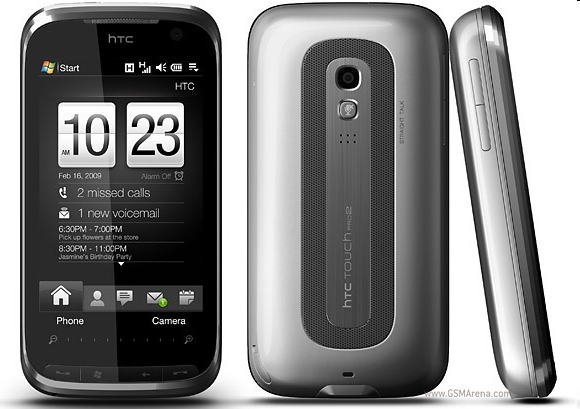 hTC
Start
H
HTC
AM 10 23
Feb 16, 2009
Alarm Off
2 missed calls
1 new voicemail
6:30PM - 7:00PM
Pick up flowers at the store
8:30PM - 11:00PM
Jasmine's Birthday Party
Phone
Camera
STRAIGHT TALK
hTC TOUCH PRO2
www.GSMArena.com